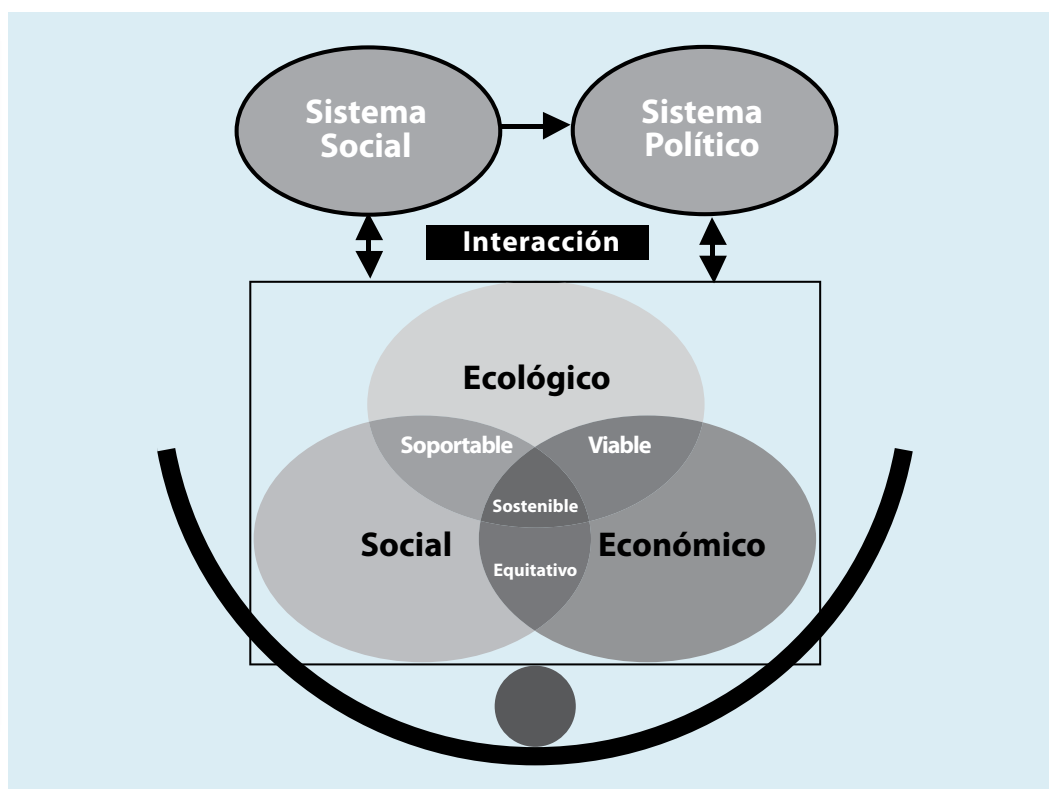 Sistema
Social
Sistema
Político
Interacción
Ecológico
Soportable
Viable
Sostenible
Social
Económico
Equitativo